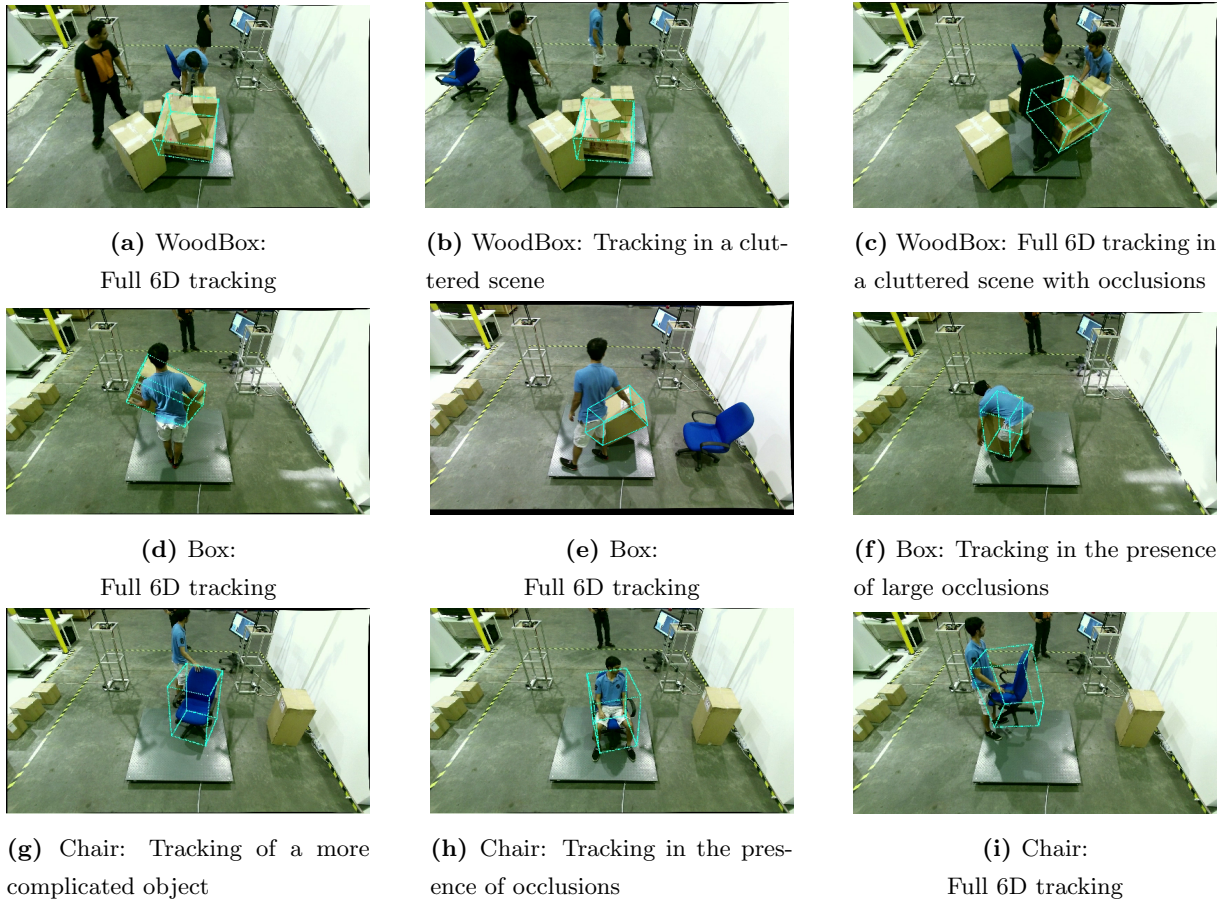 (a) WoodBox:
Full 6D tracking
(b) WoodBox: Tracking in a clut-
tered scene
(c) WoodBox: Full 6D tracking in
a cluttered scene with occlusions
(d) Box:
Full 6D tracking
(e) Box:
Full 6D tracking
(f) Box: Tracking in the presence
of large occlusions
(g) Chair: Tracking of a more
complicated object
(h) Chair: Tracking in the pres-
ence of occlusions
(i) Chair:
Full 6D tracking